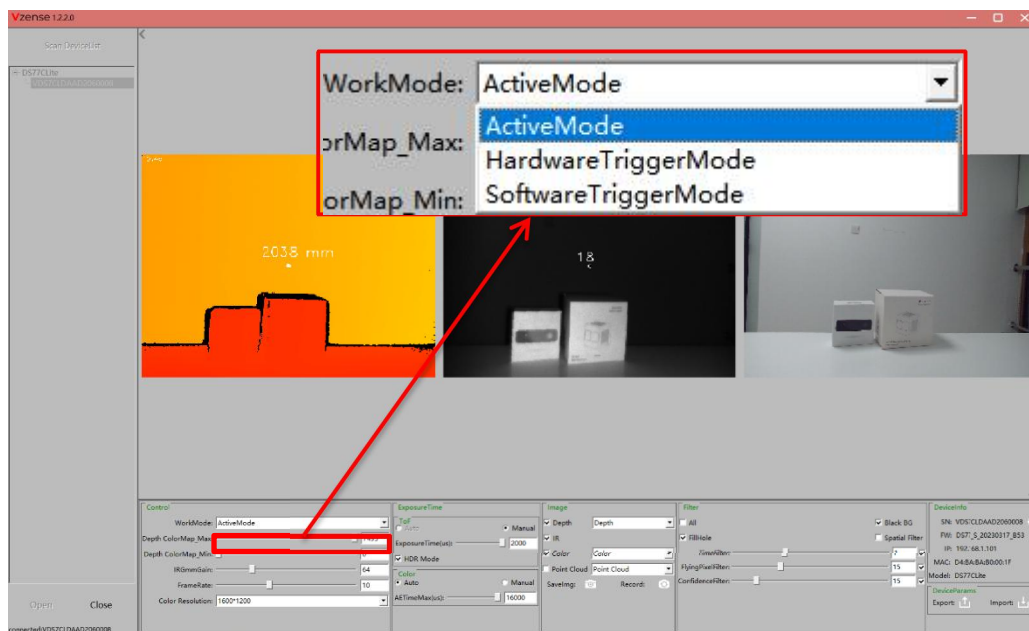 Vzense 1.2.2.0
Scan DeviceList
DS77CLite
WorkMode: ActiveMode
ActiveMode
HardwareTriggerMode
SoftwareTriggerMode
orMap_Max:
orMap_Min:
2038 mm
18
Control
WorkMode: ActiveMode
Depth ColorMap_Max:
Depth ColorMap_Min:
IRGmmGain: 64
FrameRate: 10
Color Resolution: 1600*1200
ExposureTime
ToF
Auto Manual
ExposureTime(us): 2000
HDR Mode
Color
Auto Manual
AETimeMax(us): 16000
Image
Depth Depth
IR
Color Color
Point Cloud Point Cloud
SaveImg: Record:
Filter
All Black BG
FillHole Spatial Filter
TimeFilter: 7
FlyingPixelFilter: 15
ConfidenceFilter: 15
DeviceInfo
SN: VDS7CLDAAD2060008
IP: 192.168.1.101
MAC: D4:BA:BA:80:00:1F
Model: DS77CLite
DeviceParams
Export: Import:
Open Close